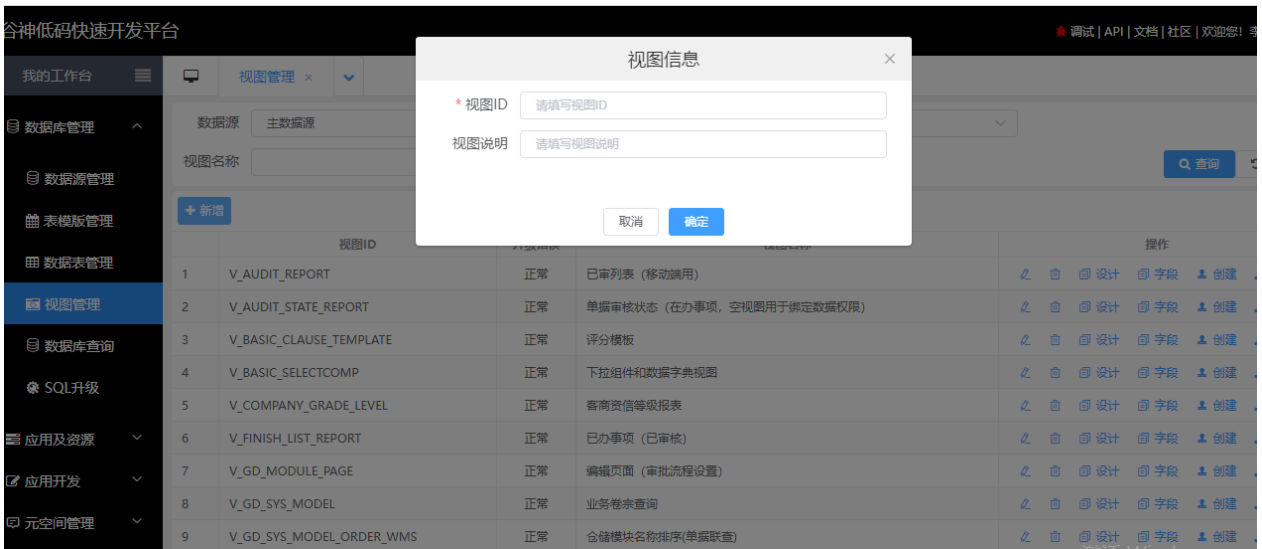 谷神低码快速开发平台
调试 | API | 文档 | 社区 | 欢迎您!
我的工作台
视图管理 ×
视图信息
* 视图ID 请填写视图ID
视图说明 请填写视图说明
取消 确定
数据源 主数据源
视图名称
查询
+ 新增
数据库管理
数据源管理
表模版管理
数据表管理
视图管理
数据库查询
SQL升级
应用及资源
应用开发
元空间管理
视图ID 操作
1 V_AUDIT_REPORT 正常 已审列表（移动端用） 设计 字段 创建
2 V_AUDIT_STATE_REPORT 正常 单据审核状态（在办事项，空视图用于绑定数据权限） 设计 字段 创建
3 V_BASIC_CLAUSE_TEMPLATE 正常 评分模板 设计 字段 创建
4 V_BASIC_SELECTCOMP 正常 下拉组件和数据字典视图 设计 字段 创建
5 V_COMPANY_GRADE_LEVEL 正常 客商资信等级报表 设计 字段 创建
6 V_FINISH_LIST_REPORT 正常 已办事项（已审核） 设计 字段 创建
7 V_GD_MODULE_PAGE 正常 编辑页面（审批流程设置） 设计 字段 创建
8 V_GD_SYS_MODEL 正常 业务卷宗查询 设计 字段 创建
9 V_GD_SYS_MODEL_ORDER_WMS 正常 仓储模块名称排序(单据联查) 设计 字段 创建